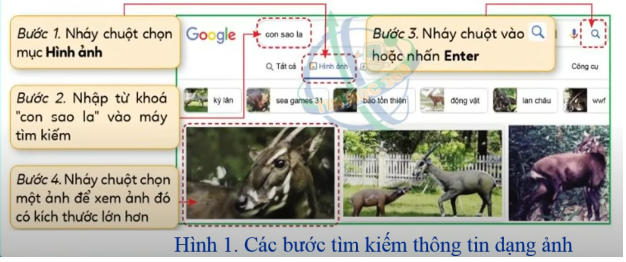 Bước 1. Nháy chuột chọn
mục Hình ảnh
Google
con sao la
Bước 3. Nháy chuột vào
hoặc nhấn Enter
Tất cả
Hình ảnh
Công cụ
Bước 2. Nhập từ khoá
"con sao la" vào máy
tìm kiếm
kỳ lân
sea games 31
bảo tồn thiên
động vật
lan châu
wwf
Bước 4. Nháy chuột chọn
một ảnh để xem ảnh đó
có kích thước lớn hơn
Hình 1. Các bước tìm kiếm thông tin dạng ảnh